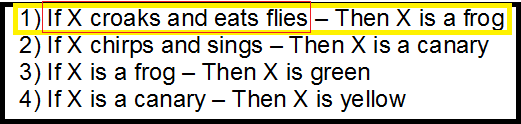 1) If X croaks and eats flies – Then X is a frog
2) If X chirps and sings – Then X is a canary
3) If X is a frog – Then X is green
4) If X is a canary – Then X is yellow